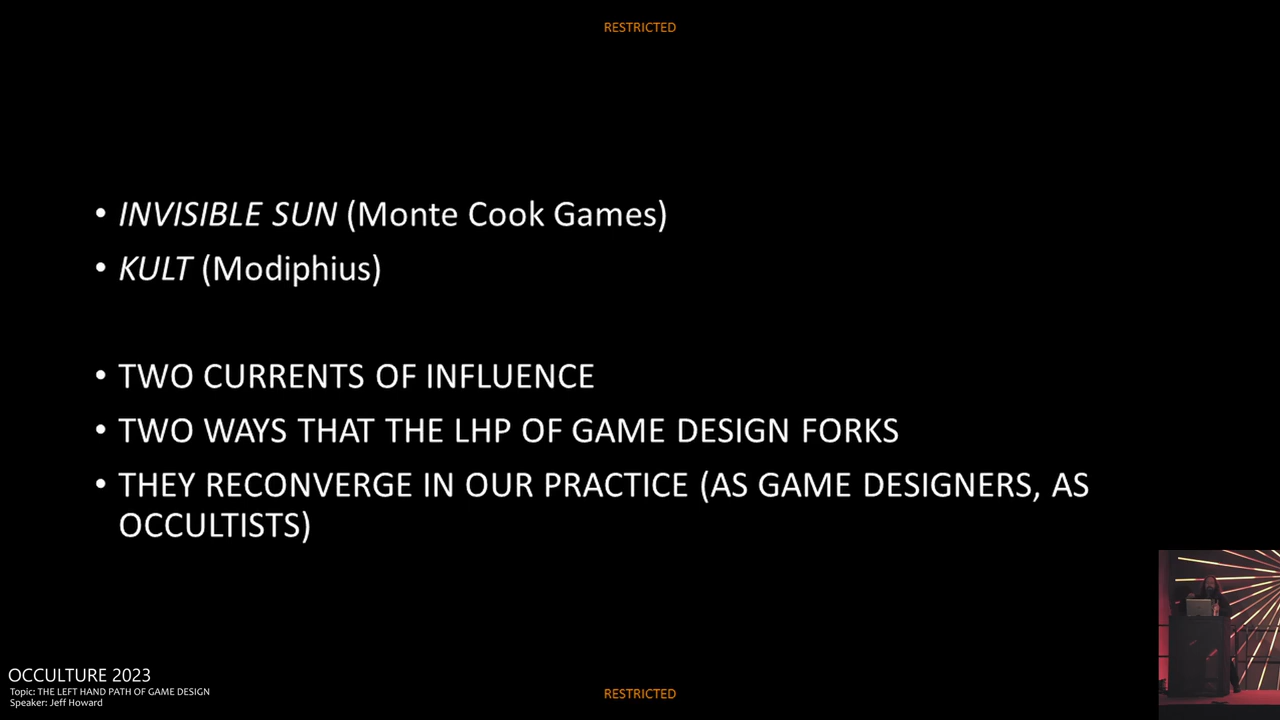 RESTRICTED
• INVISIBLE SUN (Monte Cook Games)
• KULT (Modiphius)
• TWO CURRENTS OF INFLUENCE
• TWO WAYS THAT THE LHP OF GAME DESIGN FORKS
• THEY RECONVERGE IN OUR PRACTICE (AS GAME DESIGNERS, AS
OCCULTISTS)
OCCULTURE 2023
Topic: THE LEFT HAND PATH OF GAME DESIGN
Speaker: Jeff Howard
RESTRICTED